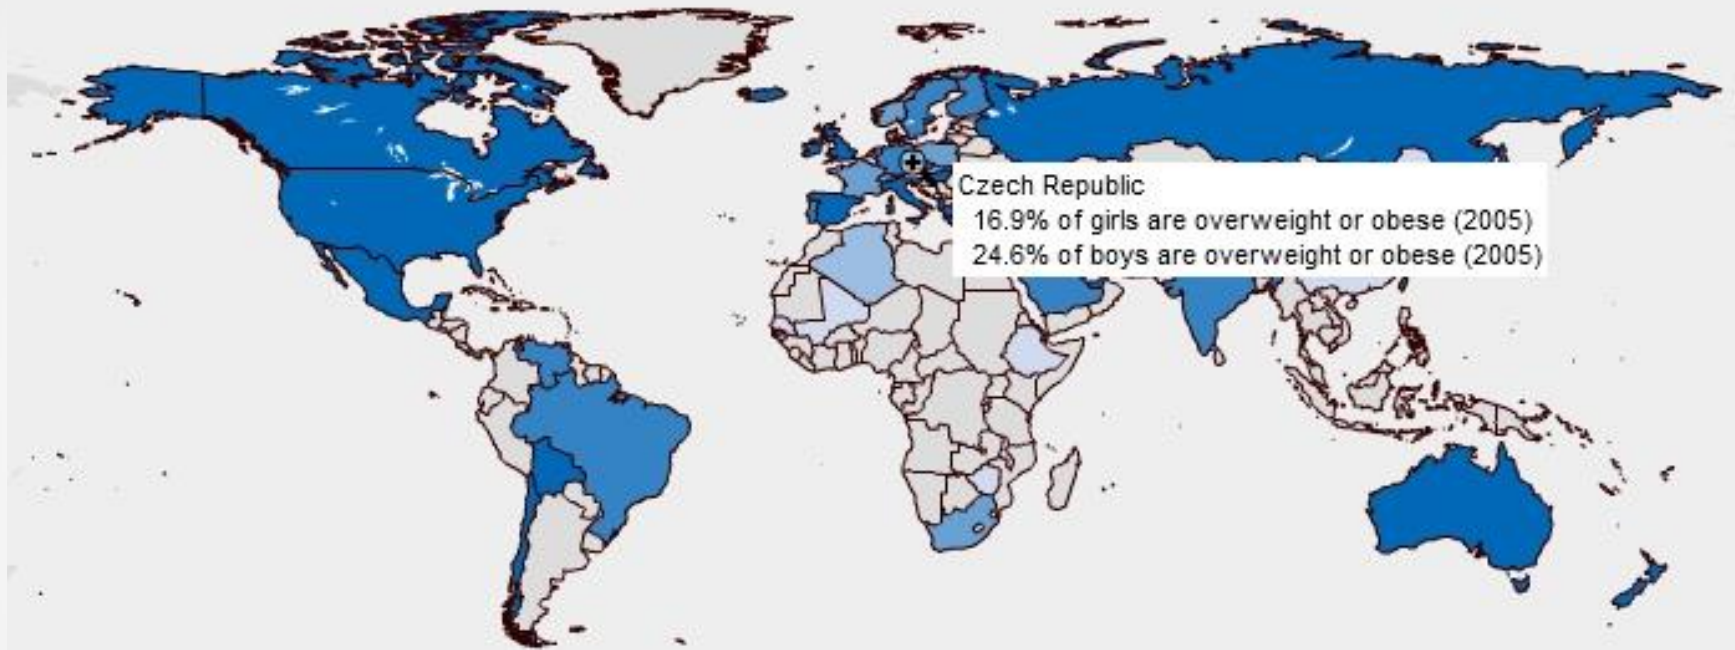 Czech Republic
16.9% of girls are overweight or obese (2005)
24.6% of boys are overweight or obese (2005)